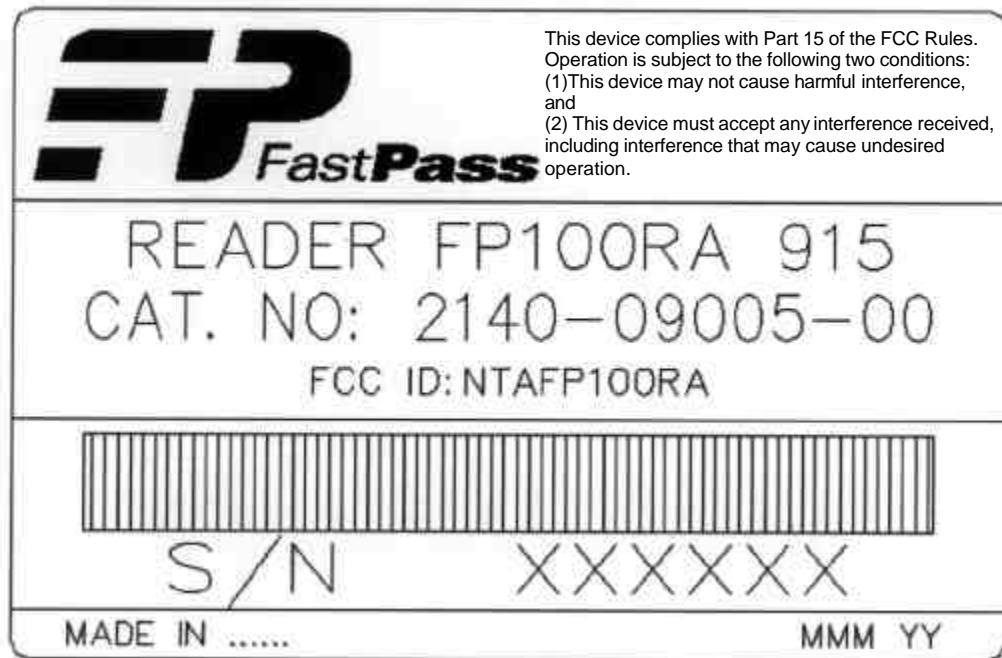 FP
FastPass
This device complies with Part 15 of the FCC Rules.
Operation is subject to the following two conditions:
(1)This device may not cause harmful interference,
and
(2) This device must accept any interference received,
including interference that may cause undesired
operation.
READER FP100RA 915
CAT. NO: 2140-09005-00
FCC ID: NTAFP100RA
S/N XXXXXX
MADE IN ......
MMM YY